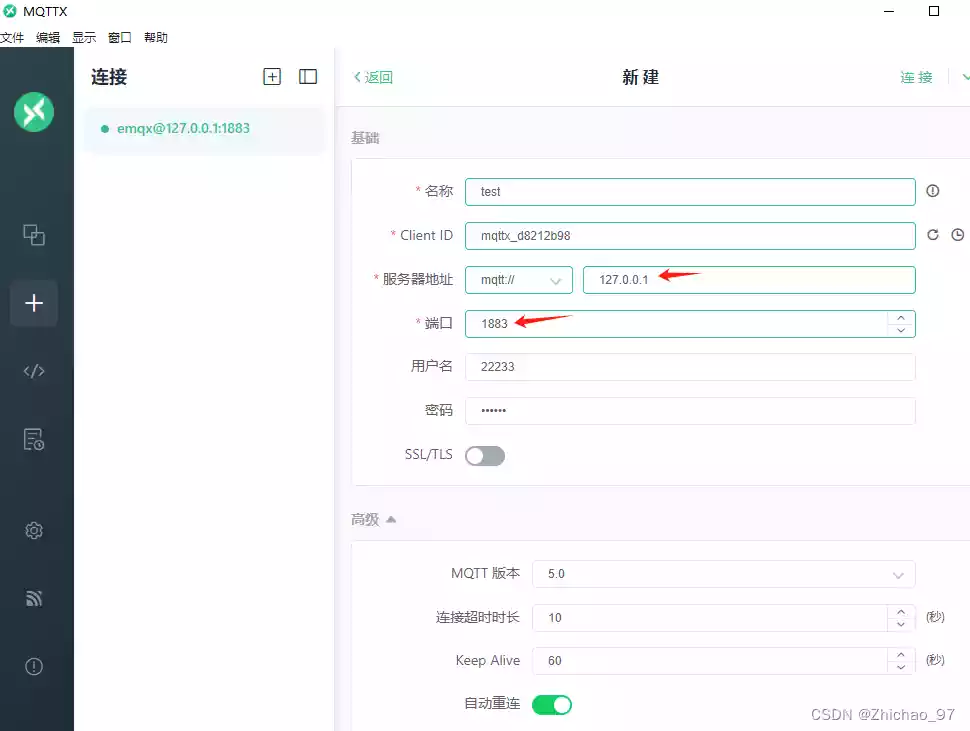 MQTTX
文件 编辑 显示 窗口 帮助
连接
emqx@127.0.0.1:1883
返回
新建
连接
基础
* 名称 test
* Client ID mqttx_d8212b98
* 服务器地址 mqtt:// 127.0.0.1
* 端口 1883
用户名 22233
密码 ••••••
SSL/TLS
高级
MQTT 版本 5.0
连接超时时长 10 (秒)
Keep Alive 60 (秒)
自动重连
CSDN @Zhichao_97